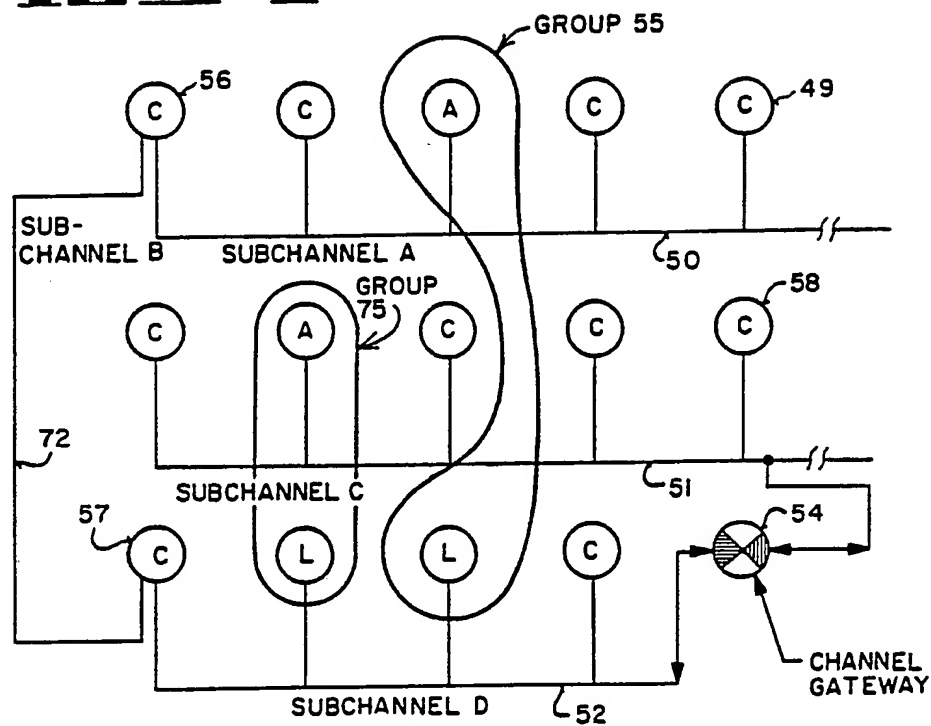 GROUP 55
56
C
C
A
C
C
49
SUB-
CHANNEL B
SUBCHANNEL A
50
GROUP
75
58
C
A
C
C
C
72
SUBCHANNEL C
51
57
54
C
L
L
C
CHANNEL
GATEWAY
SUBCHANNEL D
52